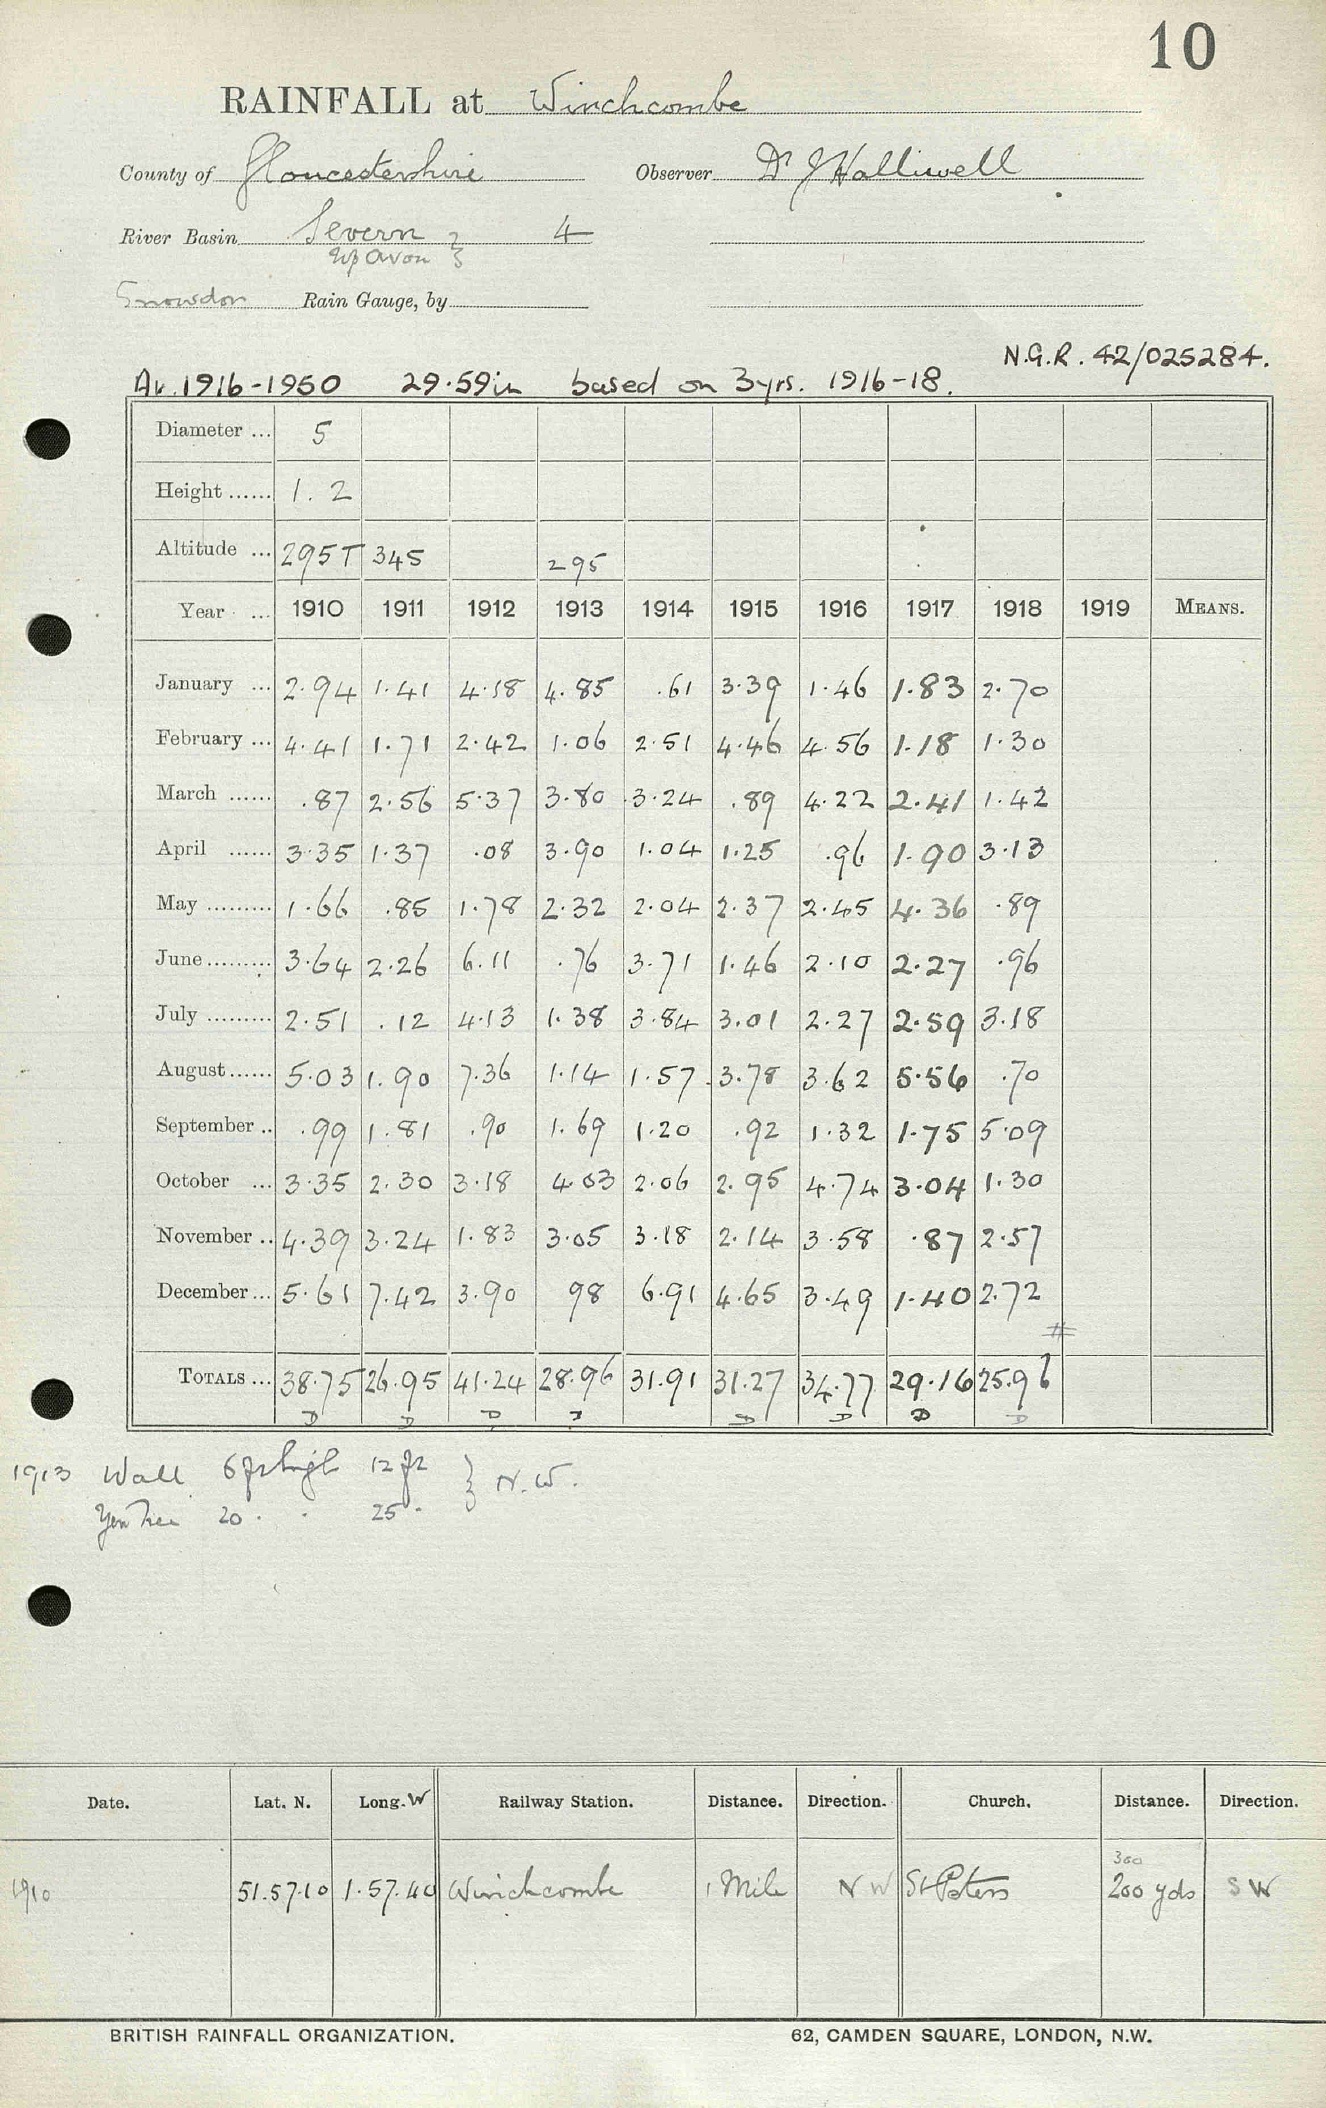 10
RAINFALL at Winchcombe
County of Gloucestershire Observer Dr J Halliwell
River Basin Severn } 4
Up Avon
Snowdon Rain Gauge, by
N.G.R. 42/025284.
Av. 1916-1950 29.59in based on 3yrs. 1916-18.
Diameter ... 5
Height ...... 1. 2
Altitude ... 295T 345 295
Year ... 1910 1911 1912 1913 1914 1915 1916 1917 1918 1919 MEANS.
January ... 2.94 1.41 4.18 4.85 .61 3.39 1.46 1.83 2.70
February ... 4.41 1.71 2.42 1.06 2.51 4.46 4.56 1.18 1.30
March ...... .87 2.56 5.37 3.80 3.24 .89 4.22 2.41 1.42
April ...... 3.35 1.37 .08 3.90 1.04 1.25 .96 1.90 3.13
May ......... 1.66 .85 1.78 2.32 2.04 2.37 2.45 4.36 .89
June ......... 3.64 2.26 6.11 .76 3.71 1.46 2.10 2.27 .96
July ......... 2.51 .12 4.13 1.38 3.84 3.01 2.27 2.59 3.18
August ...... 5.03 1.90 7.36 1.14 1.57 3.78 3.62 5.56 .70
September .. .99 1.81 .90 1.69 1.20 .92 1.32 1.75 5.09
October ... 3.35 2.30 3.18 4.03 2.06 2.95 4.74 3.04 1.30
November .. 4.39 3.24 1.83 3.05 3.18 2.14 3.58 .87 2.57
December ... 5.61 7.42 3.90 98 6.91 4.65 3.49 1.40 2.72
TOTALS ... 38.75 26.95 41.24 28.96 31.91 31.27 34.77 29.16 25.96
D D D D D D D
1913 Wall 6 ft high 12 ft } N.W.
Yew Tree 20 . . 25 .
Date. Lat. N. Long. W Railway Station. Distance. Direction. Church. Distance. Direction.
300
1910 51.57.10 1.57.40 Winchcombe 1 Mile N W St Peters 200 yds S W
BRITISH RAINFALL ORGANIZATION. 62, CAMDEN SQUARE, LONDON, N.W.